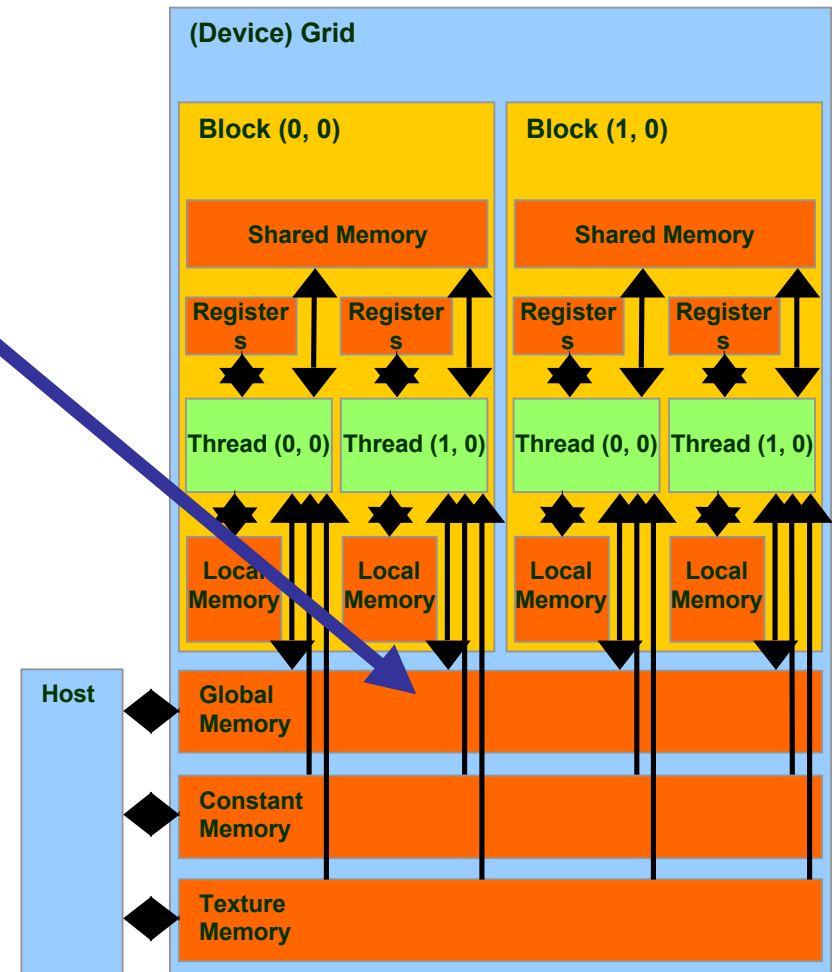 (Device) Grid
Block (0, 0)
Block (1, 0)
Shared Memory
Shared Memory
Register
s
Register
s
Register
s
Register
s
Thread (0, 0)
Thread (1, 0)
Thread (0, 0)
Thread (1, 0)
Local
Memory
Local
Memory
Local
Memory
Local
Memory
Host
Global
Memory
Constant
Memory
Texture
Memory